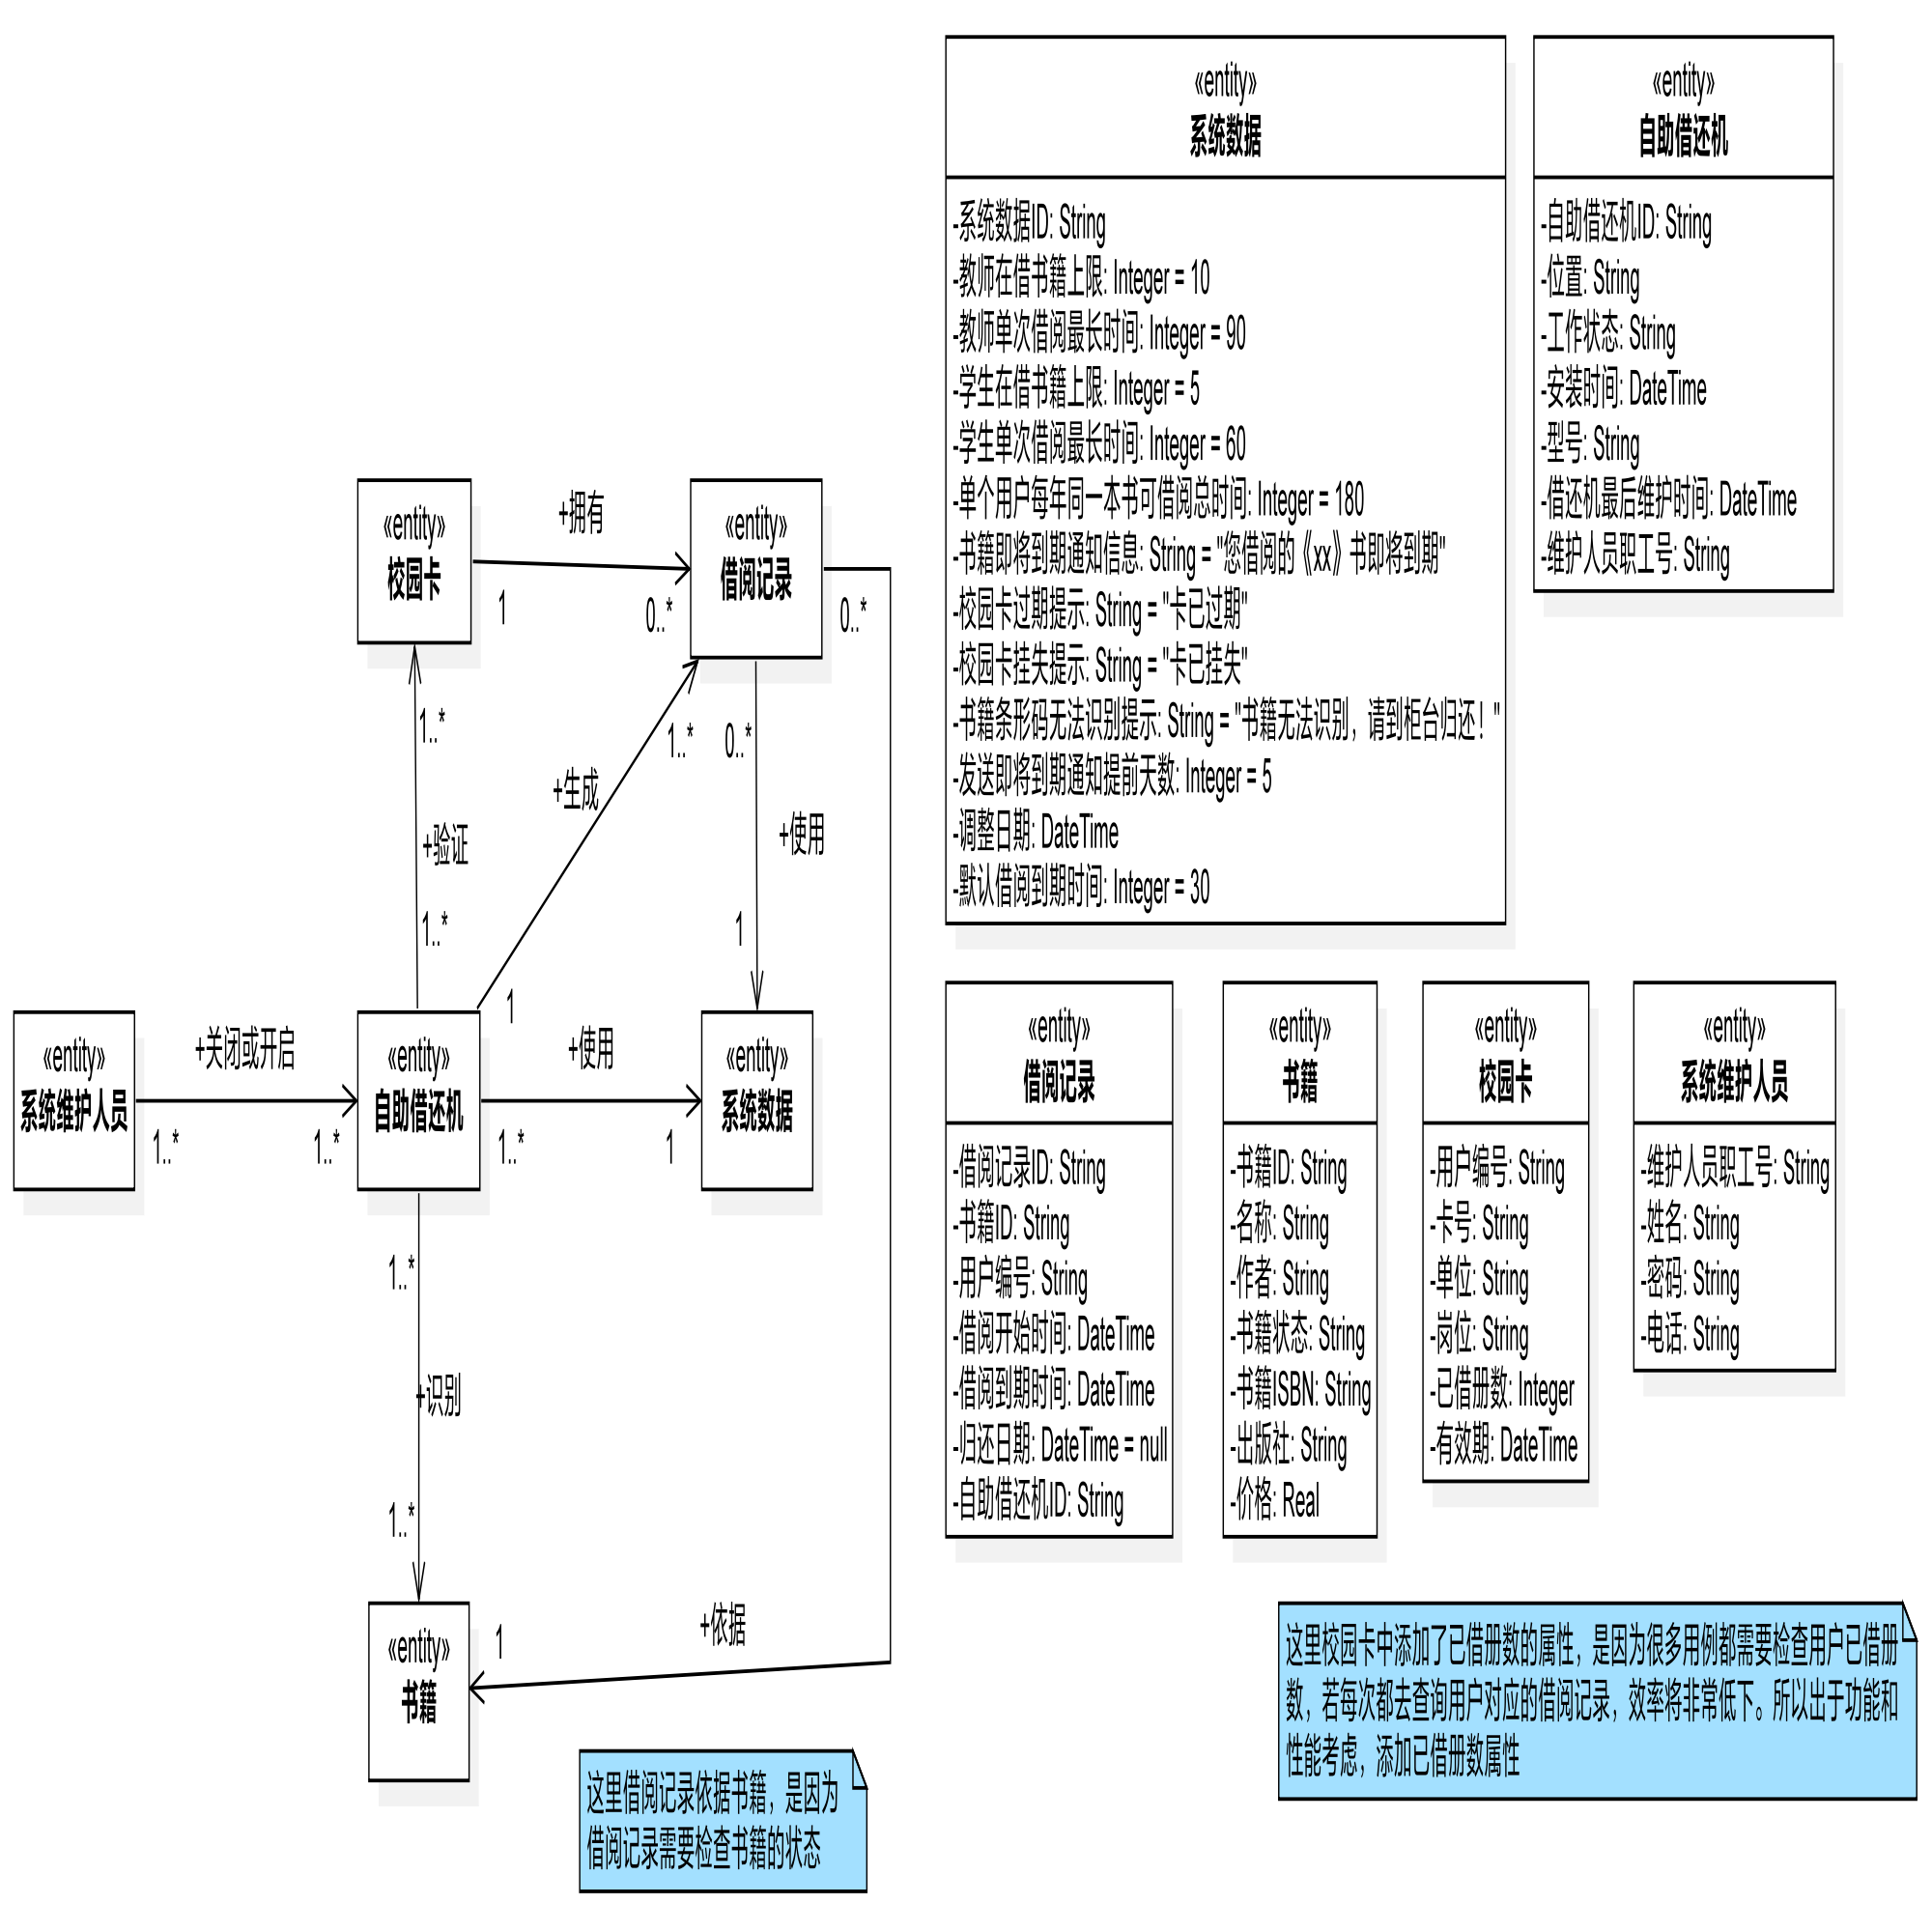 «entity»
系统数据
-系统数据ID: String
-教师在借书籍上限: Integer = 10
-教师单次借阅最长时间: Integer = 90
-学生在借书籍上限: Integer = 5
-学生单次借阅最长时间: Integer = 60
-单个用户每年同一本书可借阅总时间: Integer = 180
-书籍即将到期通知信息: String = "您借阅的《xx》书即将到期"
-校园卡过期提示: String = "卡已过期"
-校园卡挂失提示: String = "卡已挂失"
-书籍条形码无法识别提示: String = "书籍无法识别，请到柜台归还！"
-发送即将到期通知提前天数: Integer = 5
-调整日期: DateTime
-默认借阅到期时间: Integer = 30
«entity»
自助借还机
-自助借还机ID: String
-位置: String
-工作状态: String
-安装时间: DateTime
-型号: String
-借还机最后维护时间: DateTime
-维护人员职工号: String
«entity»
校园卡
+拥有
1
0..*
«entity»
借阅记录
0..*
1..*
+验证
1..*
+生成
1..*
1
0..*
+使用
1
«entity»
系统维护人员
+关闭或开启
1..*
1..*
«entity»
自助借还机
+使用
1..*
1
«entity»
系统数据
1..*
+识别
1..*
«entity»
书籍
1
+依据
«entity»
借阅记录
-借阅记录ID: String
-书籍ID: String
-用户编号: String
-借阅开始时间: DateTime
-借阅到期时间: DateTime
-归还日期: DateTime = null
-自助借还机ID: String
«entity»
书籍
-书籍ID: String
-名称: String
-作者: String
-书籍状态: String
-书籍ISBN: String
-出版社: String
-价格: Real
«entity»
校园卡
-用户编号: String
-卡号: String
-单位: String
-岗位: String
-已借册数: Integer
-有效期: DateTime
«entity»
系统维护人员
-维护人员职工号: String
-姓名: String
-密码: String
-电话: String
这里借阅记录依据书籍，是因为
借阅记录需要检查书籍的状态
这里校园卡中添加了已借册数的属性，是因为很多用例都需要检查用户已借册
数，若每次都去查询用户对应的借阅记录，效率将非常低下。所以出于功能和
性能考虑，添加已借册数属性